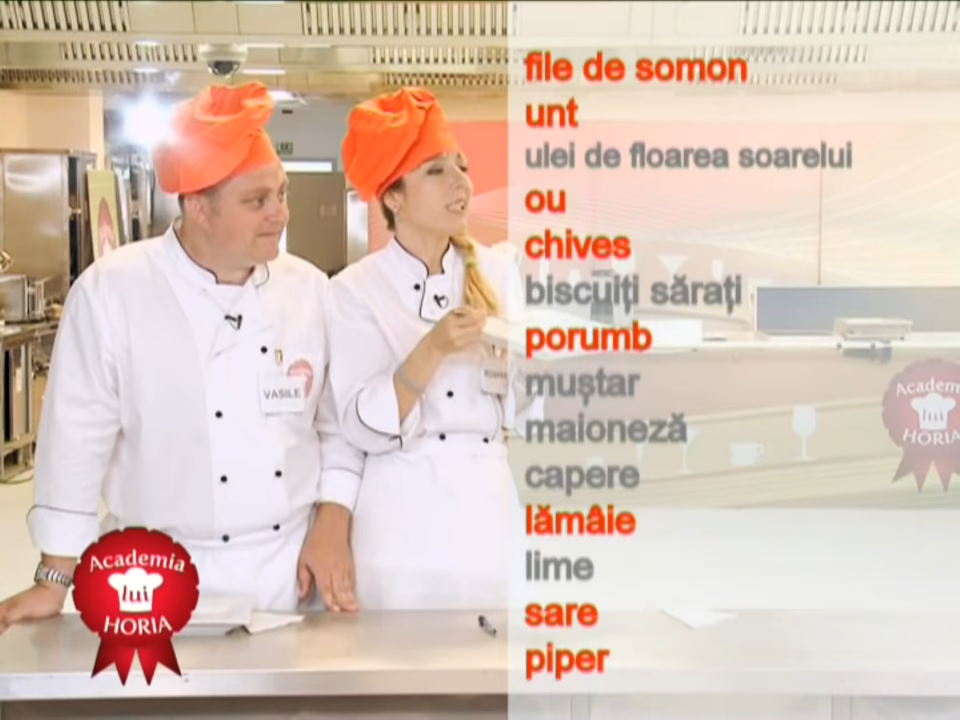 file de somon
unt
ulei de floarea soarelui
ou
chives
biscuiți sărați
porumb
muștar
maioneză
capere
lămâie
lime
sare
piper
VASILE
Academia
lui
HORIA
Academia
lui
HORIA